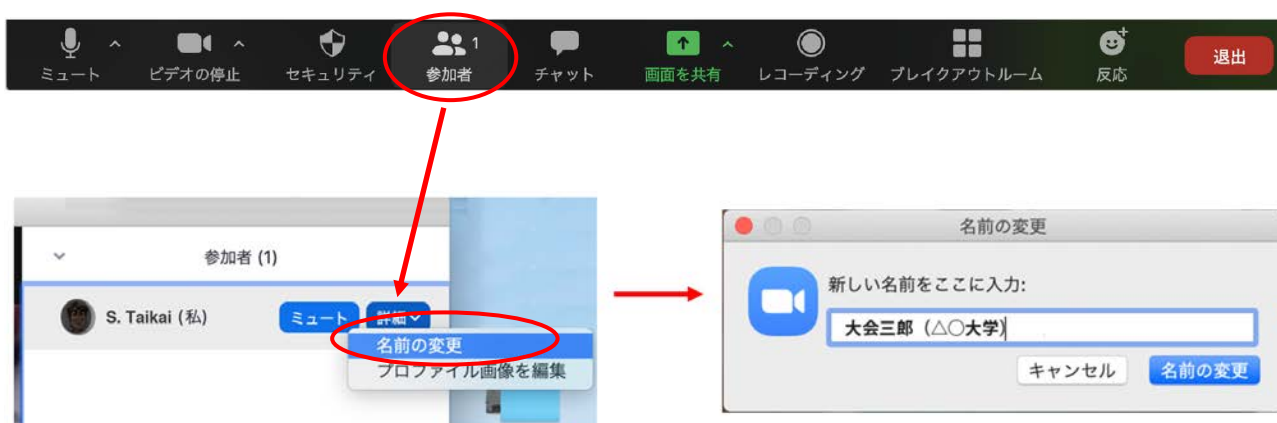 1
ミュート
ビデオの停止
セキュリティ
参加者
チャット
画面を共有
レコーディング
ブレイクアウトルーム
反応
退出
参加者 (1)
S. Taikai (私)
ミュート
詳細
名前の変更
プロファイル画像を編集
名前の変更
新しい名前をここに入力:
大会三郎（△○大学)
キャンセル
名前の変更